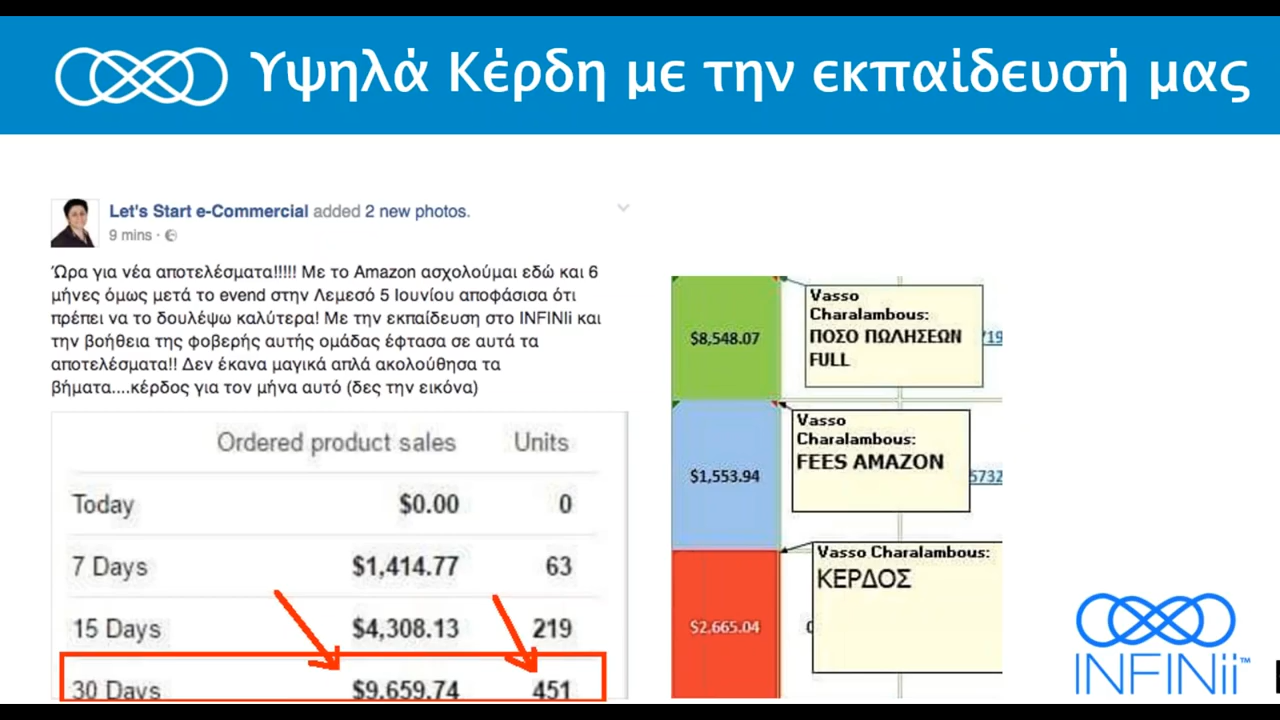 Υψηλά Κέρδη με την εκπαίδευσή μας
Let's Start e-Commercial added 2 new photos.
9 mins ·
Ώρα για νέα αποτελέσματα!!!!! Με το Amazon ασχολούμαι εδώ και 6
μήνες όμως μετά το evend στην Λεμεσό 5 Ιουνίου αποφάσισα ότι
πρέπει να το δουλέψω καλύτερα! Με την εκπαίδευση στο INFINIi και
την βοήθεια της φοβερής αυτής ομάδας έφτασα σε αυτά τα
αποτελέσματα!! Δεν έκανα μαγικά απλά ακολούθησα τα
βήματα....κέρδος για τον μήνα αυτό (δες την εικόνα)
Ordered product sales Units
Today $0.00 0
7 Days $1,414.77 63
15 Days $4,308.13 219
30 Days $9,659.74 451
$8,548.07
Vasso
Charalambous:
ΠΟΣΟ ΠΩΛΗΣΕΩΝ
FULL
719
$1,553.94
Vasso
Charalambous:
FEES AMAZON
5732
$2,665.04
Vasso Charalambous:
ΚΕΡΔΟΣ
INFINii™